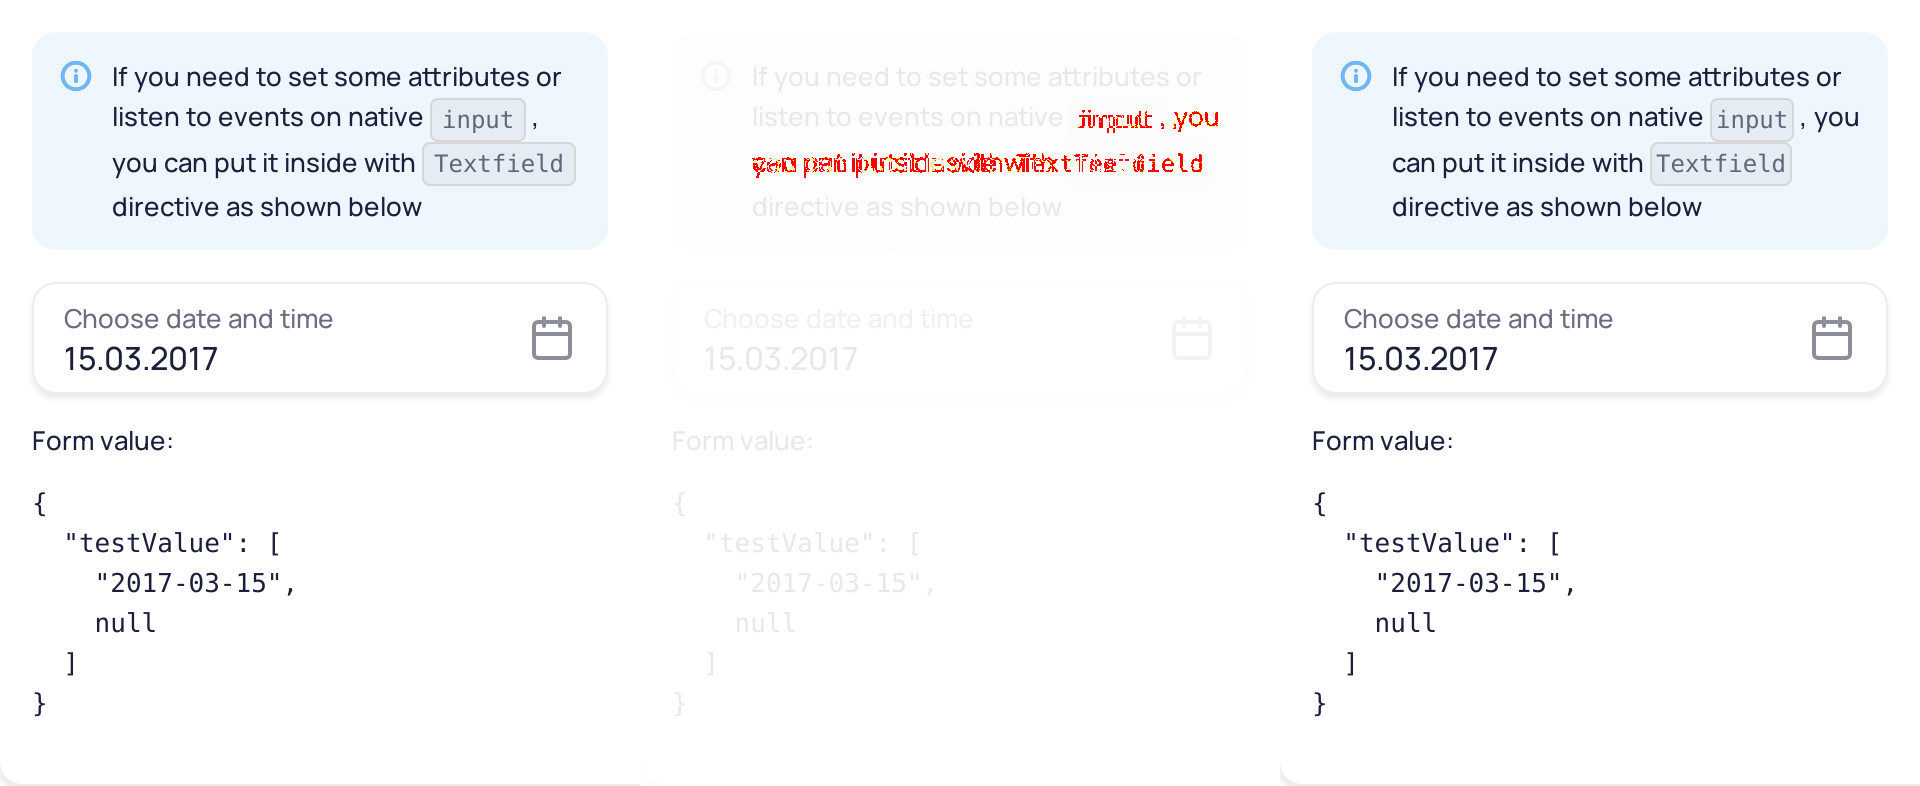 If you need to set some attributes or
listen to events on native input ,
you can put it inside with Textfield
directive as shown below
Choose date and time
15.03.2017
Form value:
{
"testValue": [
"2017-03-15",
null
]
}
If you need to set some attributes or
listen to events on native , you
Textfield
directive as shown below
Choose date and time
15.03.2017
Form value:
{
"testValue": [
"2017-03-15",
null
]
}
If you need to set some attributes or
listen to events on native input , you
can put it inside with Textfield
directive as shown below
Choose date and time
15.03.2017
Form value:
{
"testValue": [
"2017-03-15",
null
]
}